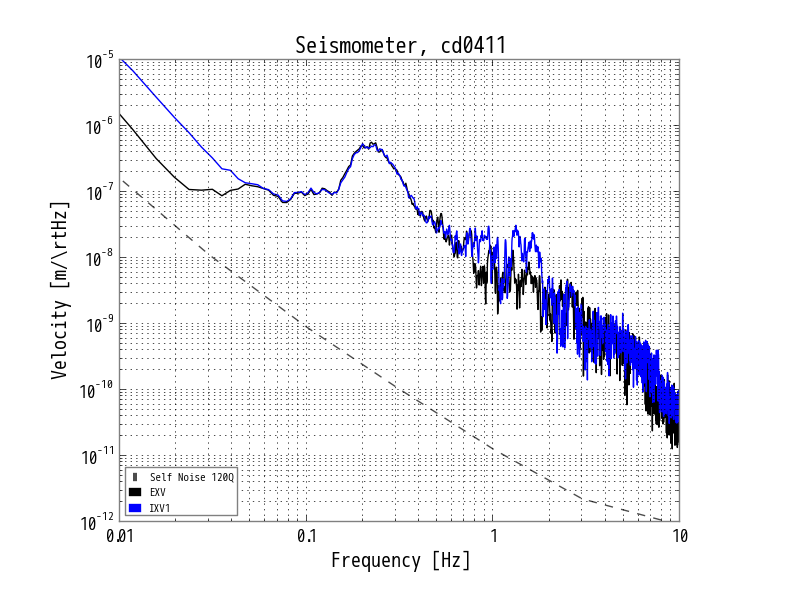 Seismometer, cd0411
Velocity [m/\rtHz]
10^-5
10^-6
10^-7
10^-8
10^-9
10^-10
10^-11
10^-12
Self Noise 120Q
EXV
IXV1
0.01 0.1 1 10
Frequency [Hz]